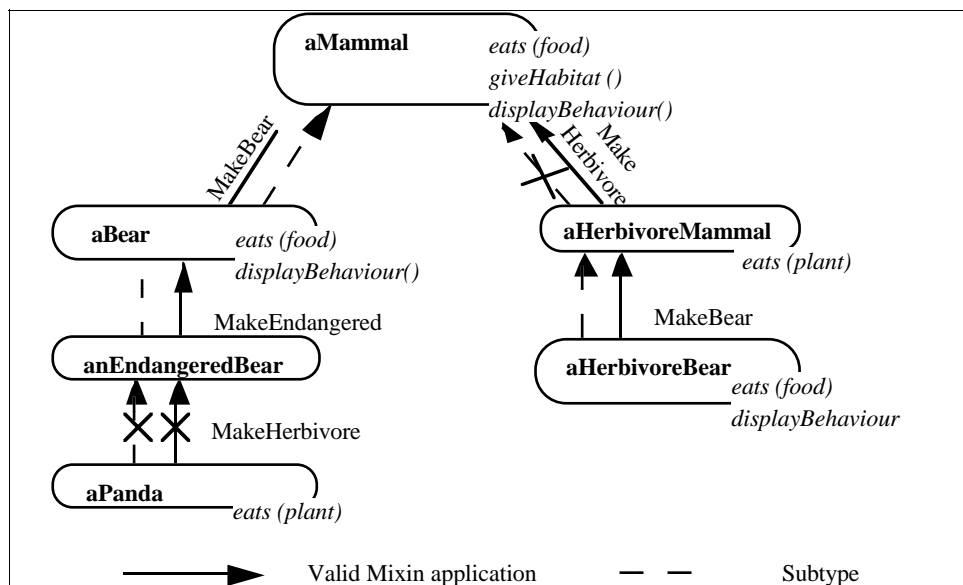 aMammal
eats (food)
giveHabitat ()
displayBehaviour()
MakeBear
Make
Herbivore
aBear
eats (food)
displayBehaviour()
aHerbivoreMammal
eats (plant)
MakeEndangered
MakeBear
anEndangeredBear
aHerbivoreBear
eats (food)
displayBehaviour
MakeHerbivore
aPanda
eats (plant)
Valid Mixin application
Subtype